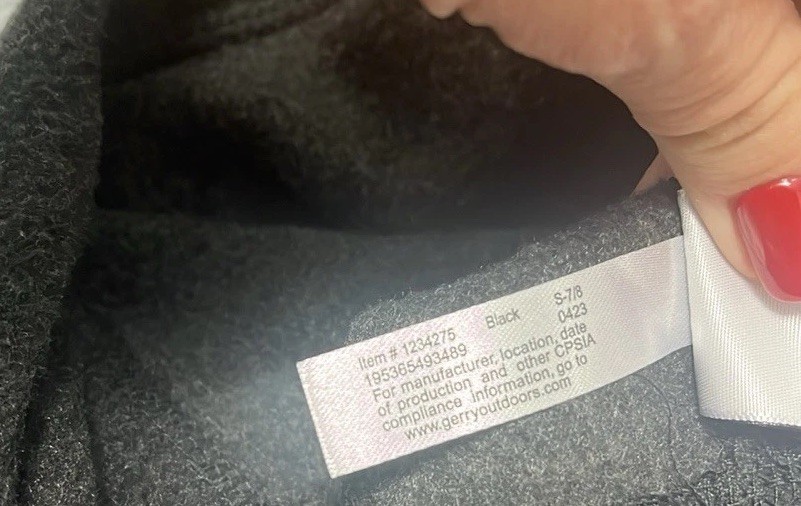 Item # 1234275 Black S-7/8
195365493489 0423
For manufacturer, location, date
of production and other CPSIA
compliance information, go to
www.gerryoutdoors.com